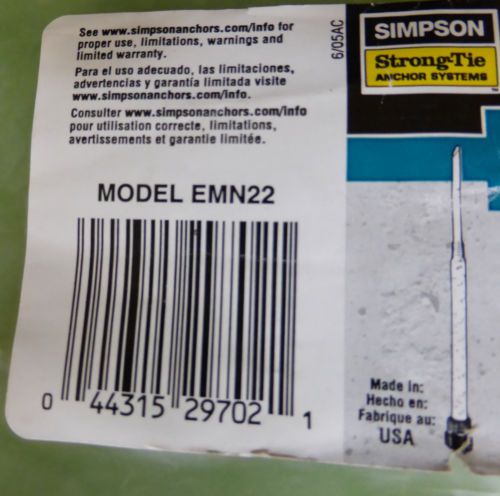 See www.simpsonanchors.com/info for
proper use, limitations, warnings and
limited warranty.
Para el uso adecuado, las limitaciones,
advertencias y garantía limitada visite
www.simpsonanchors.com/info.
Consulter www.simpsonanchors.com/info
pour utilisation correcte, limitations,
avertissements et garantie limitée.
MODEL EMN22
0 44315 29702 1
6/05AC
SIMPSON
Strong-Tie
ANCHOR SYSTEMS
Made in:
Hecho en:
Fabrique au:
USA